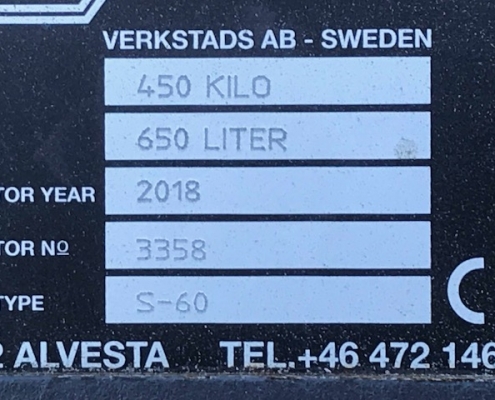 VERKSTADS AB - SWEDEN
450 KILO
650 LITER
TOR YEAR 2018
TOR Nº 3358
TYPE S-60
2 ALVESTA TEL.+46 472 146